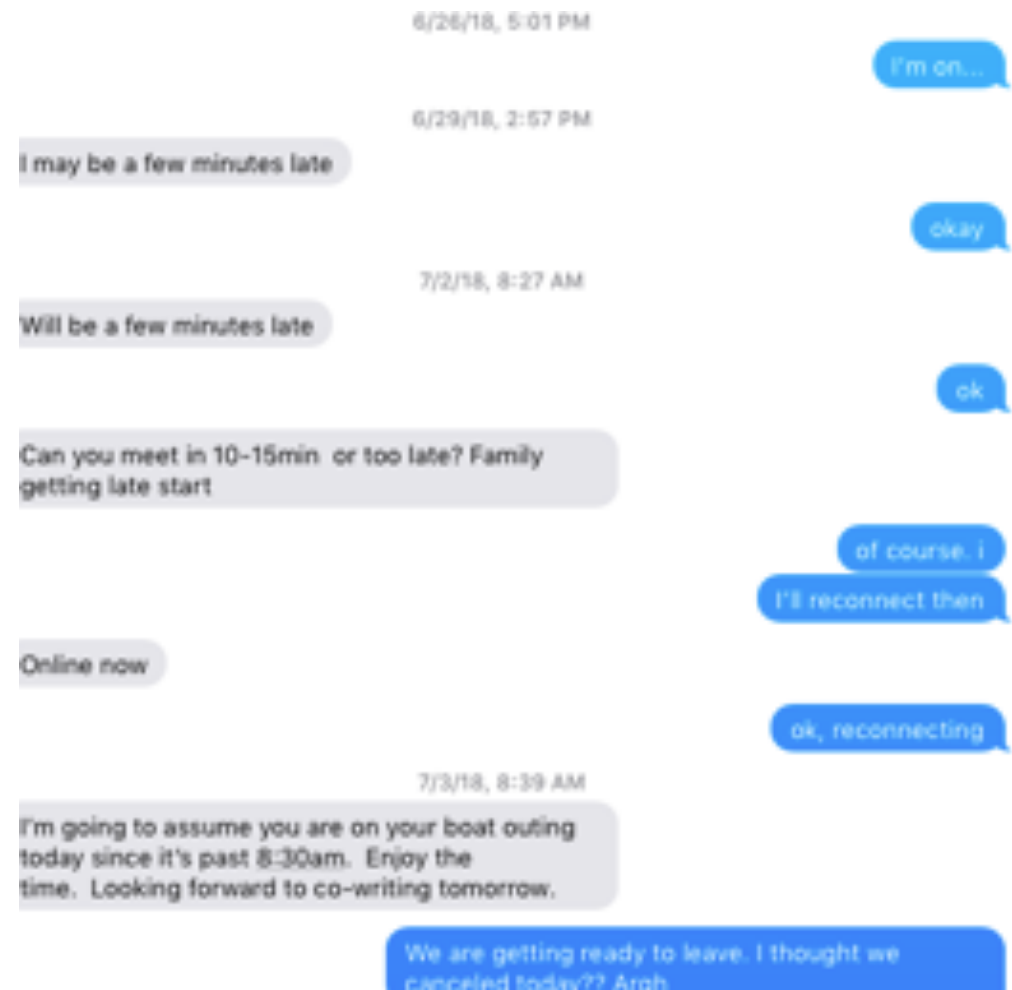 6/26/18, 5:01 PM
I'm on...
6/29/18, 2:57 PM
I may be a few minutes late
okay
7/2/18, 8:27 AM
Will be a few minutes late
ok
Can you meet in 10-15min  or too late? Family
getting late start
of course. i
I'll reconnect then
Online now
ok, reconnecting
7/3/18, 8:39 AM
I'm going to assume you are on your boat outing
today since it's past 8:30am.  Enjoy the
time.  Looking forward to co-writing tomorrow.
We are getting ready to leave. I thought we
canceled today?? Argh